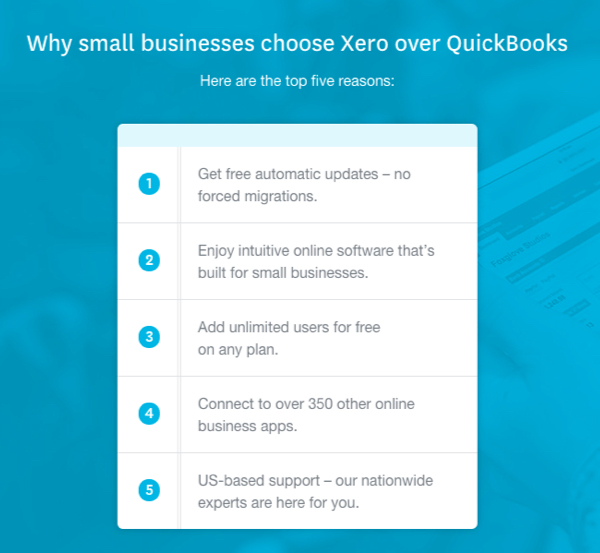 Why small businesses choose Xero over QuickBooks
Here are the top five reasons:
1
Get free automatic updates – no
forced migrations.
2
Enjoy intuitive online software that's
built for small businesses.
3
Add unlimited users for free
on any plan.
4
Connect to over 350 other online
business apps.
5
US-based support – our nationwide
experts are here for you.